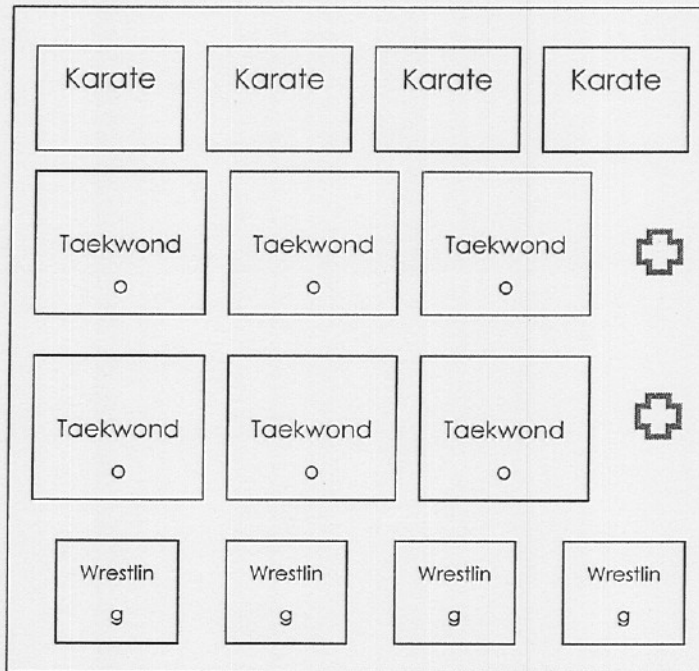 Karate Karate Karate Karate
Taekwond Taekwond Taekwond
o o o
Taekwond Taekwond Taekwond
o o o
Wrestlin Wrestlin Wrestlin Wrestlin
g g g g